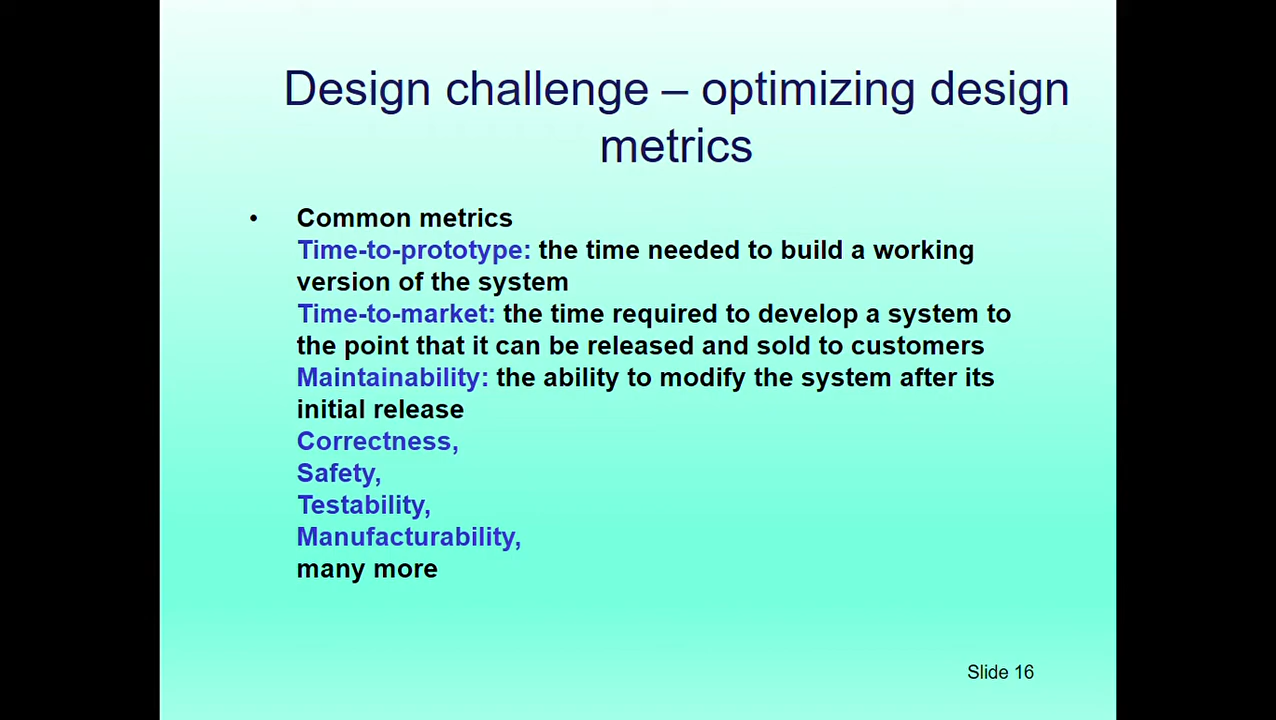 Design challenge – optimizing design
metrics
• Common metrics
Time-to-prototype: the time needed to build a working
version of the system
Time-to-market: the time required to develop a system to
the point that it can be released and sold to customers
Maintainability: the ability to modify the system after its
initial release
Correctness,
Safety,
Testability,
Manufacturability,
many more
Slide 16